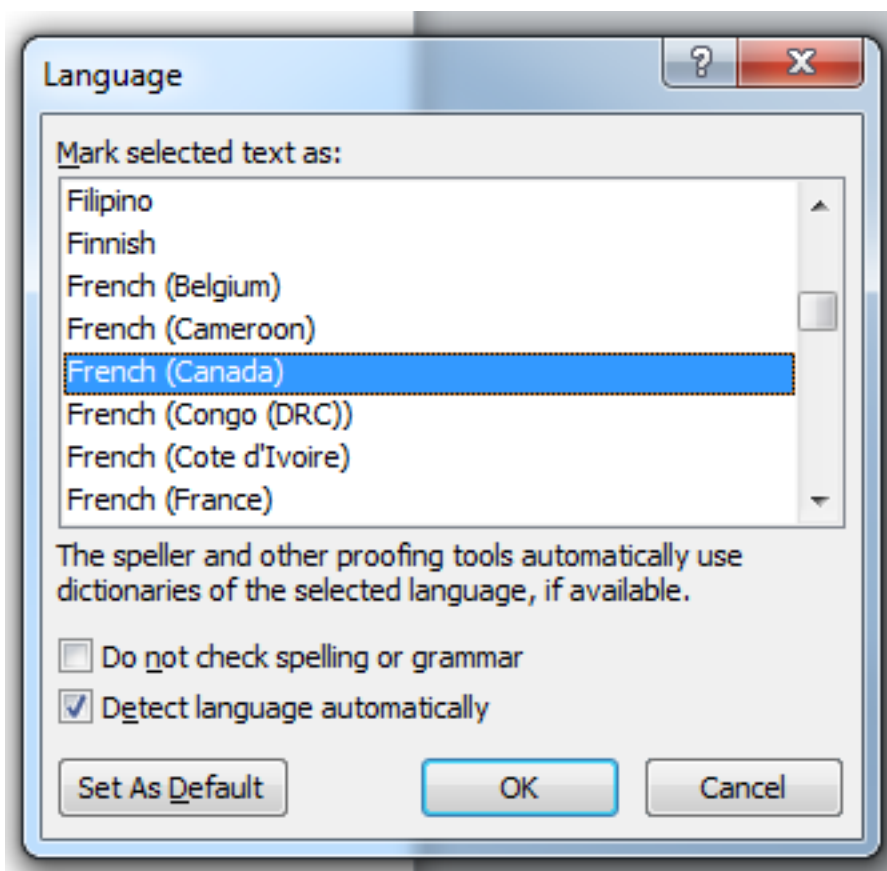 Language
Mark selected text as:
Filipino
Finnish
French (Belgium)
French (Cameroon)
French (Canada)
French (Congo (DRC))
French (Cote d'Ivoire)
French (France)
The speller and other proofing tools automatically use
dictionaries of the selected language, if available.
Do not check spelling or grammar
Detect language automatically
Set As Default
OK
Cancel